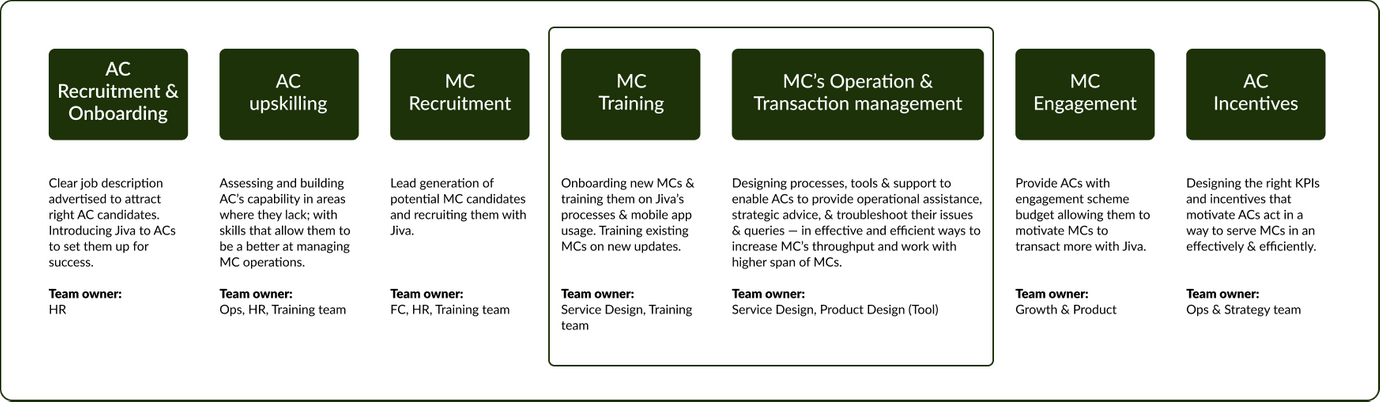 AC
Recruitment &
Onboarding
Clear job description
advertised to attract
right AC candidates.
Introducing Jiva to ACs
to set them up for
success.
Team owner:
HR
AC
upskilling
Assessing and building
AC's capability in areas
where they lack; with
skills that allow them to
be a better at managing
MC operations.
Team owner:
Ops, HR, Training team
MC
Recruitment
Lead generation of
potential MC candidates
and recruiting them with
Jiva.
Team owner:
FC, HR, Training team
MC
Training
Onboarding new MCs &
training them on Jiva's
processes & mobile app
usage. Training existing
MCs on new updates.
Team owner:
Service Design, Training
team
MC's Operation &
Transaction management
Designing processes, tools & support to
enable ACs to provide operational assistance,
strategic advice, & troubleshoot their issues
& queries — in effective and efficient ways to
increase MC's throughput and work with
higher span of MCs.
Team owner:
Service Design, Product Design (Tool)
MC
Engagement
Provide ACs with
engagement scheme
budget allowing them to
motivate MCs to
transact more with Jiva.
Team owner:
Growth & Product
AC
Incentives
Designing the right KPIs
and incentives that
motivate ACs act in a
way to serve MCs in an
effectively & efficiently.
Team owner:
Ops & Strategy team